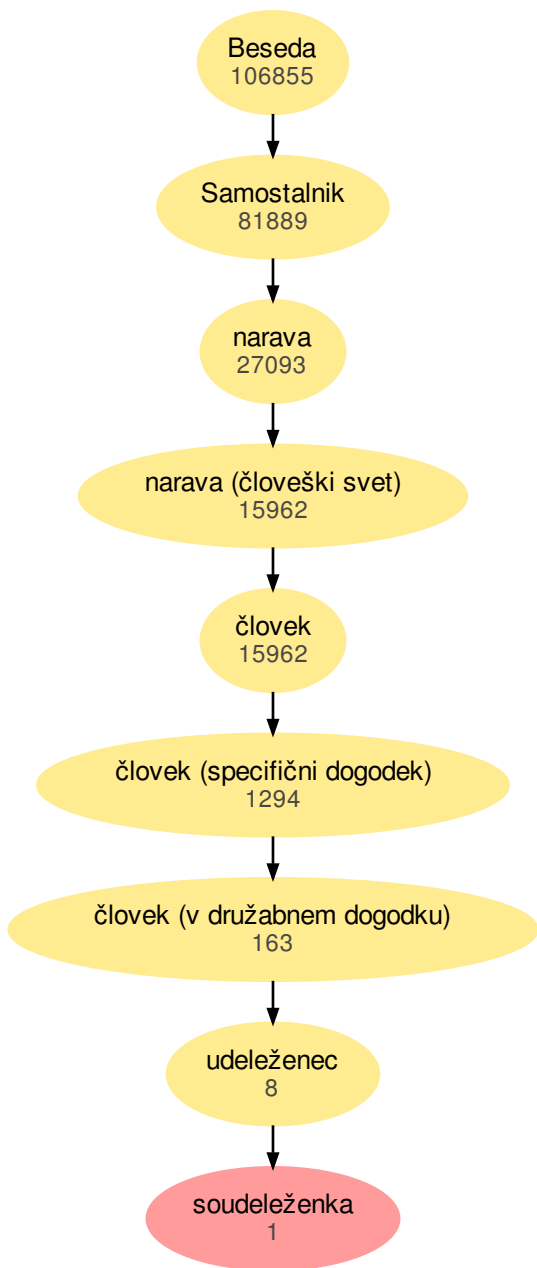 Beseda
106855
Samostalnik
81889
narava
27093
narava (človeški svet)
15962
človek
15962
človek (specifični dogodek)
1294
človek (v družabnem dogodku)
163
udeleženec
8
soudeleženka
1